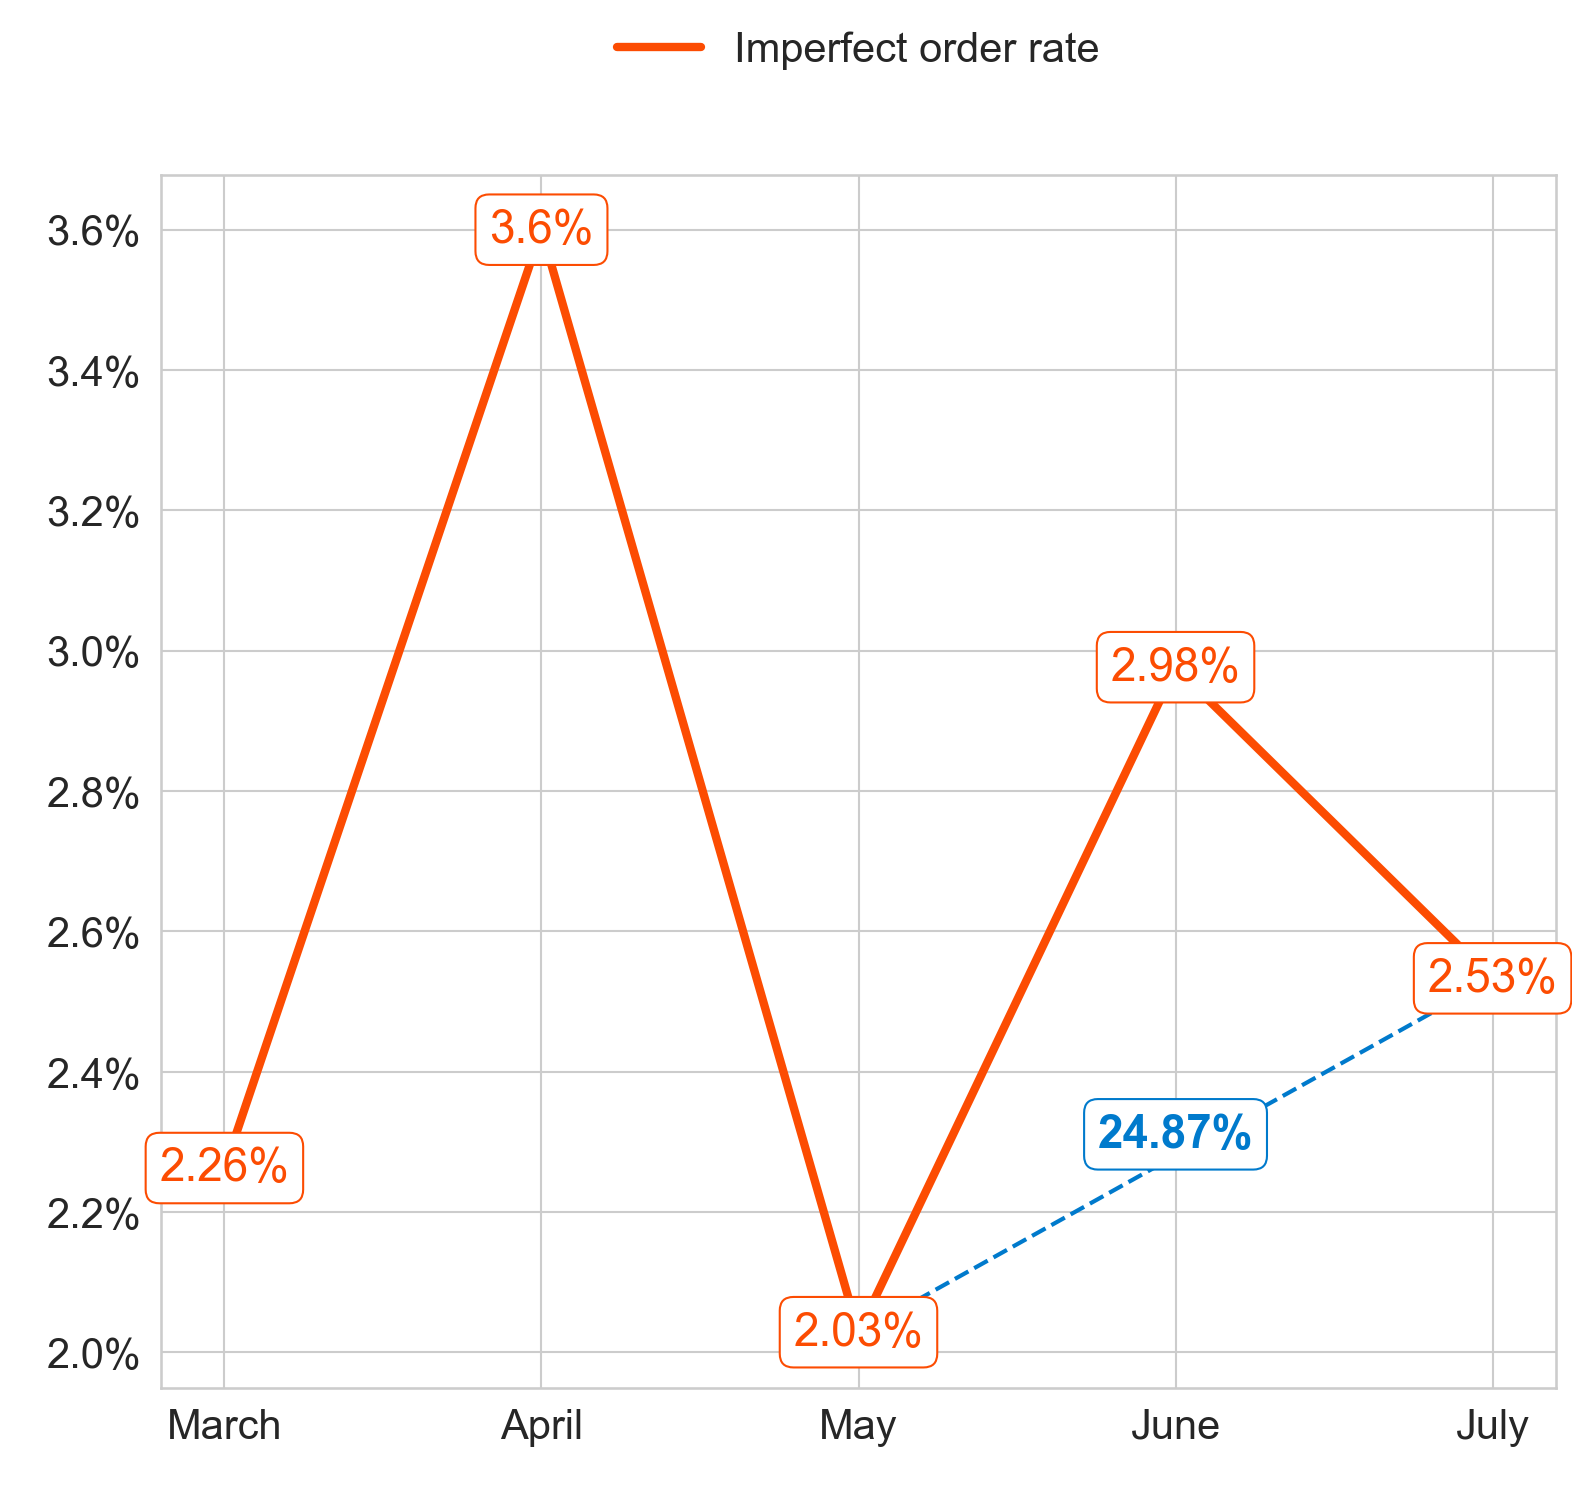 Imperfect order rate
3.6%
3.4%
3.2%
3.0%
2.8%
2.6%
2.4%
2.2%
2.0%
2.26%
3.6%
2.03%
2.98%
2.53%
24.87%
March
April
May
June
July